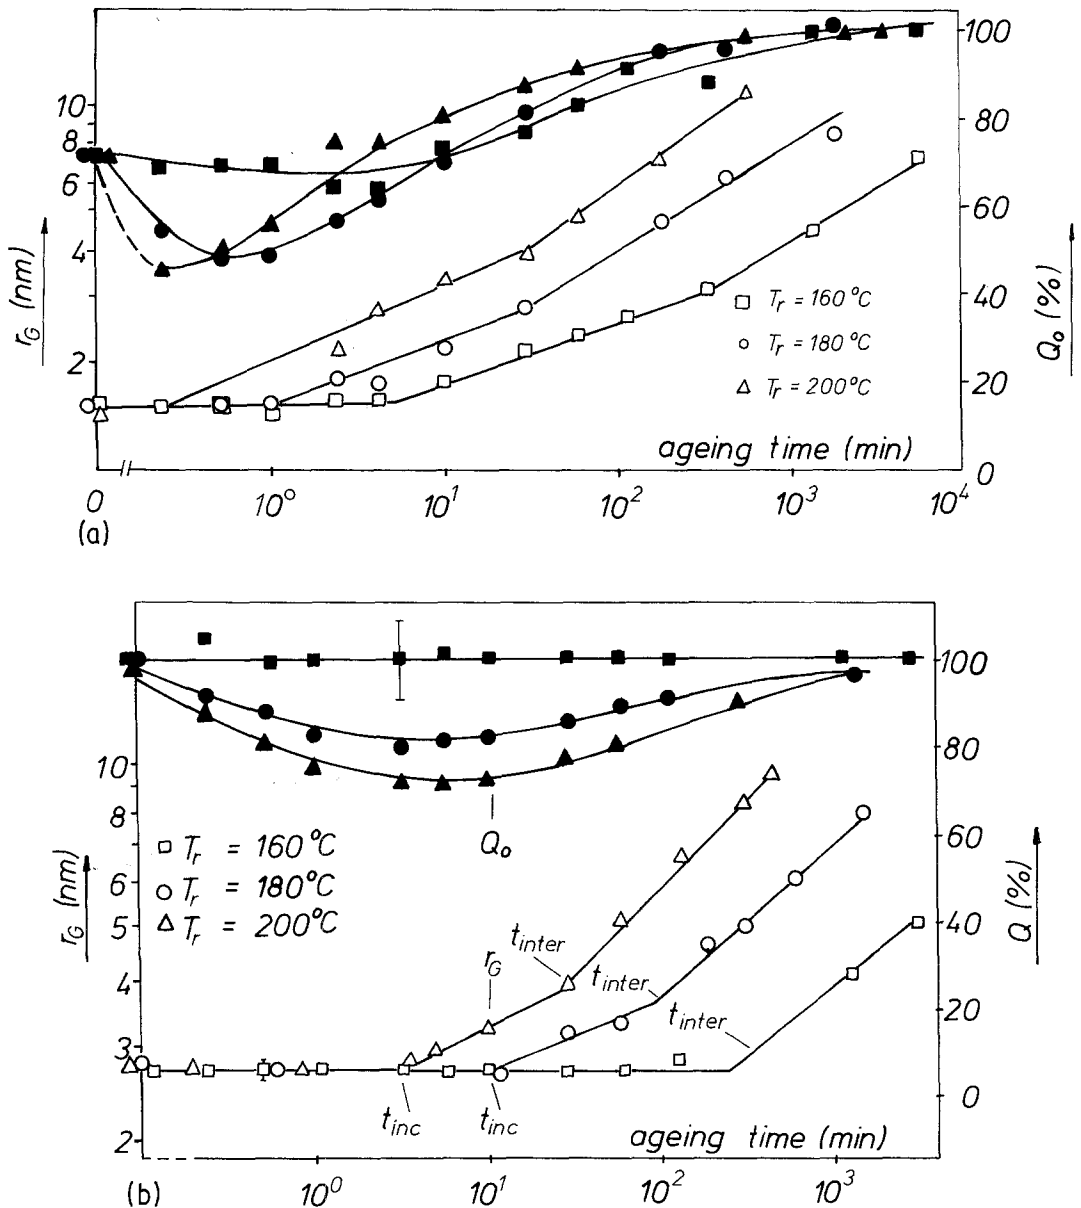 100
10
8
80
6
60
r_G (nm)
4
Q_o (%)
40
T_r = 160 °C
2
T_r = 180 °C
20
T_r = 200 °C
ageing time (min)
0
0 10^0 10^1 10^2 10^3 10^4
(a)
100
10
80
8
Q_o
T_r = 160 °C
60
r_G (nm)
6
T_r = 180 °C
Q (%)
5
T_r = 200 °C
t_inter
40
r_G
4
t_inter
20
t_inter
3
0
t_inc t_inc
2
ageing time (min)
(b)
10^0 10^1 10^2 10^3